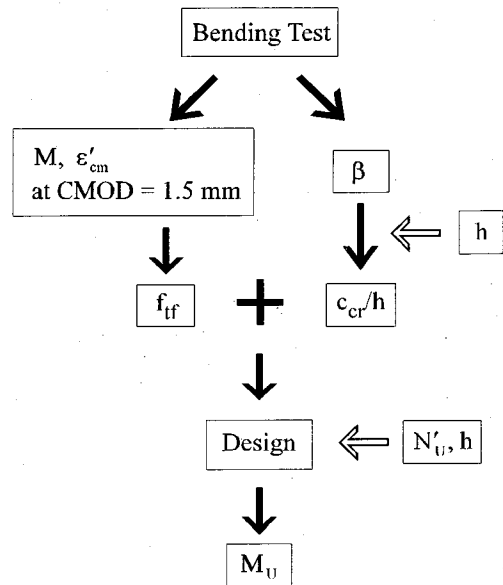 Bending Test
M, ε′cm
at CMOD = 1.5 mm
β
h
ftf
+
ccr/h
Design
N′U, h
MU